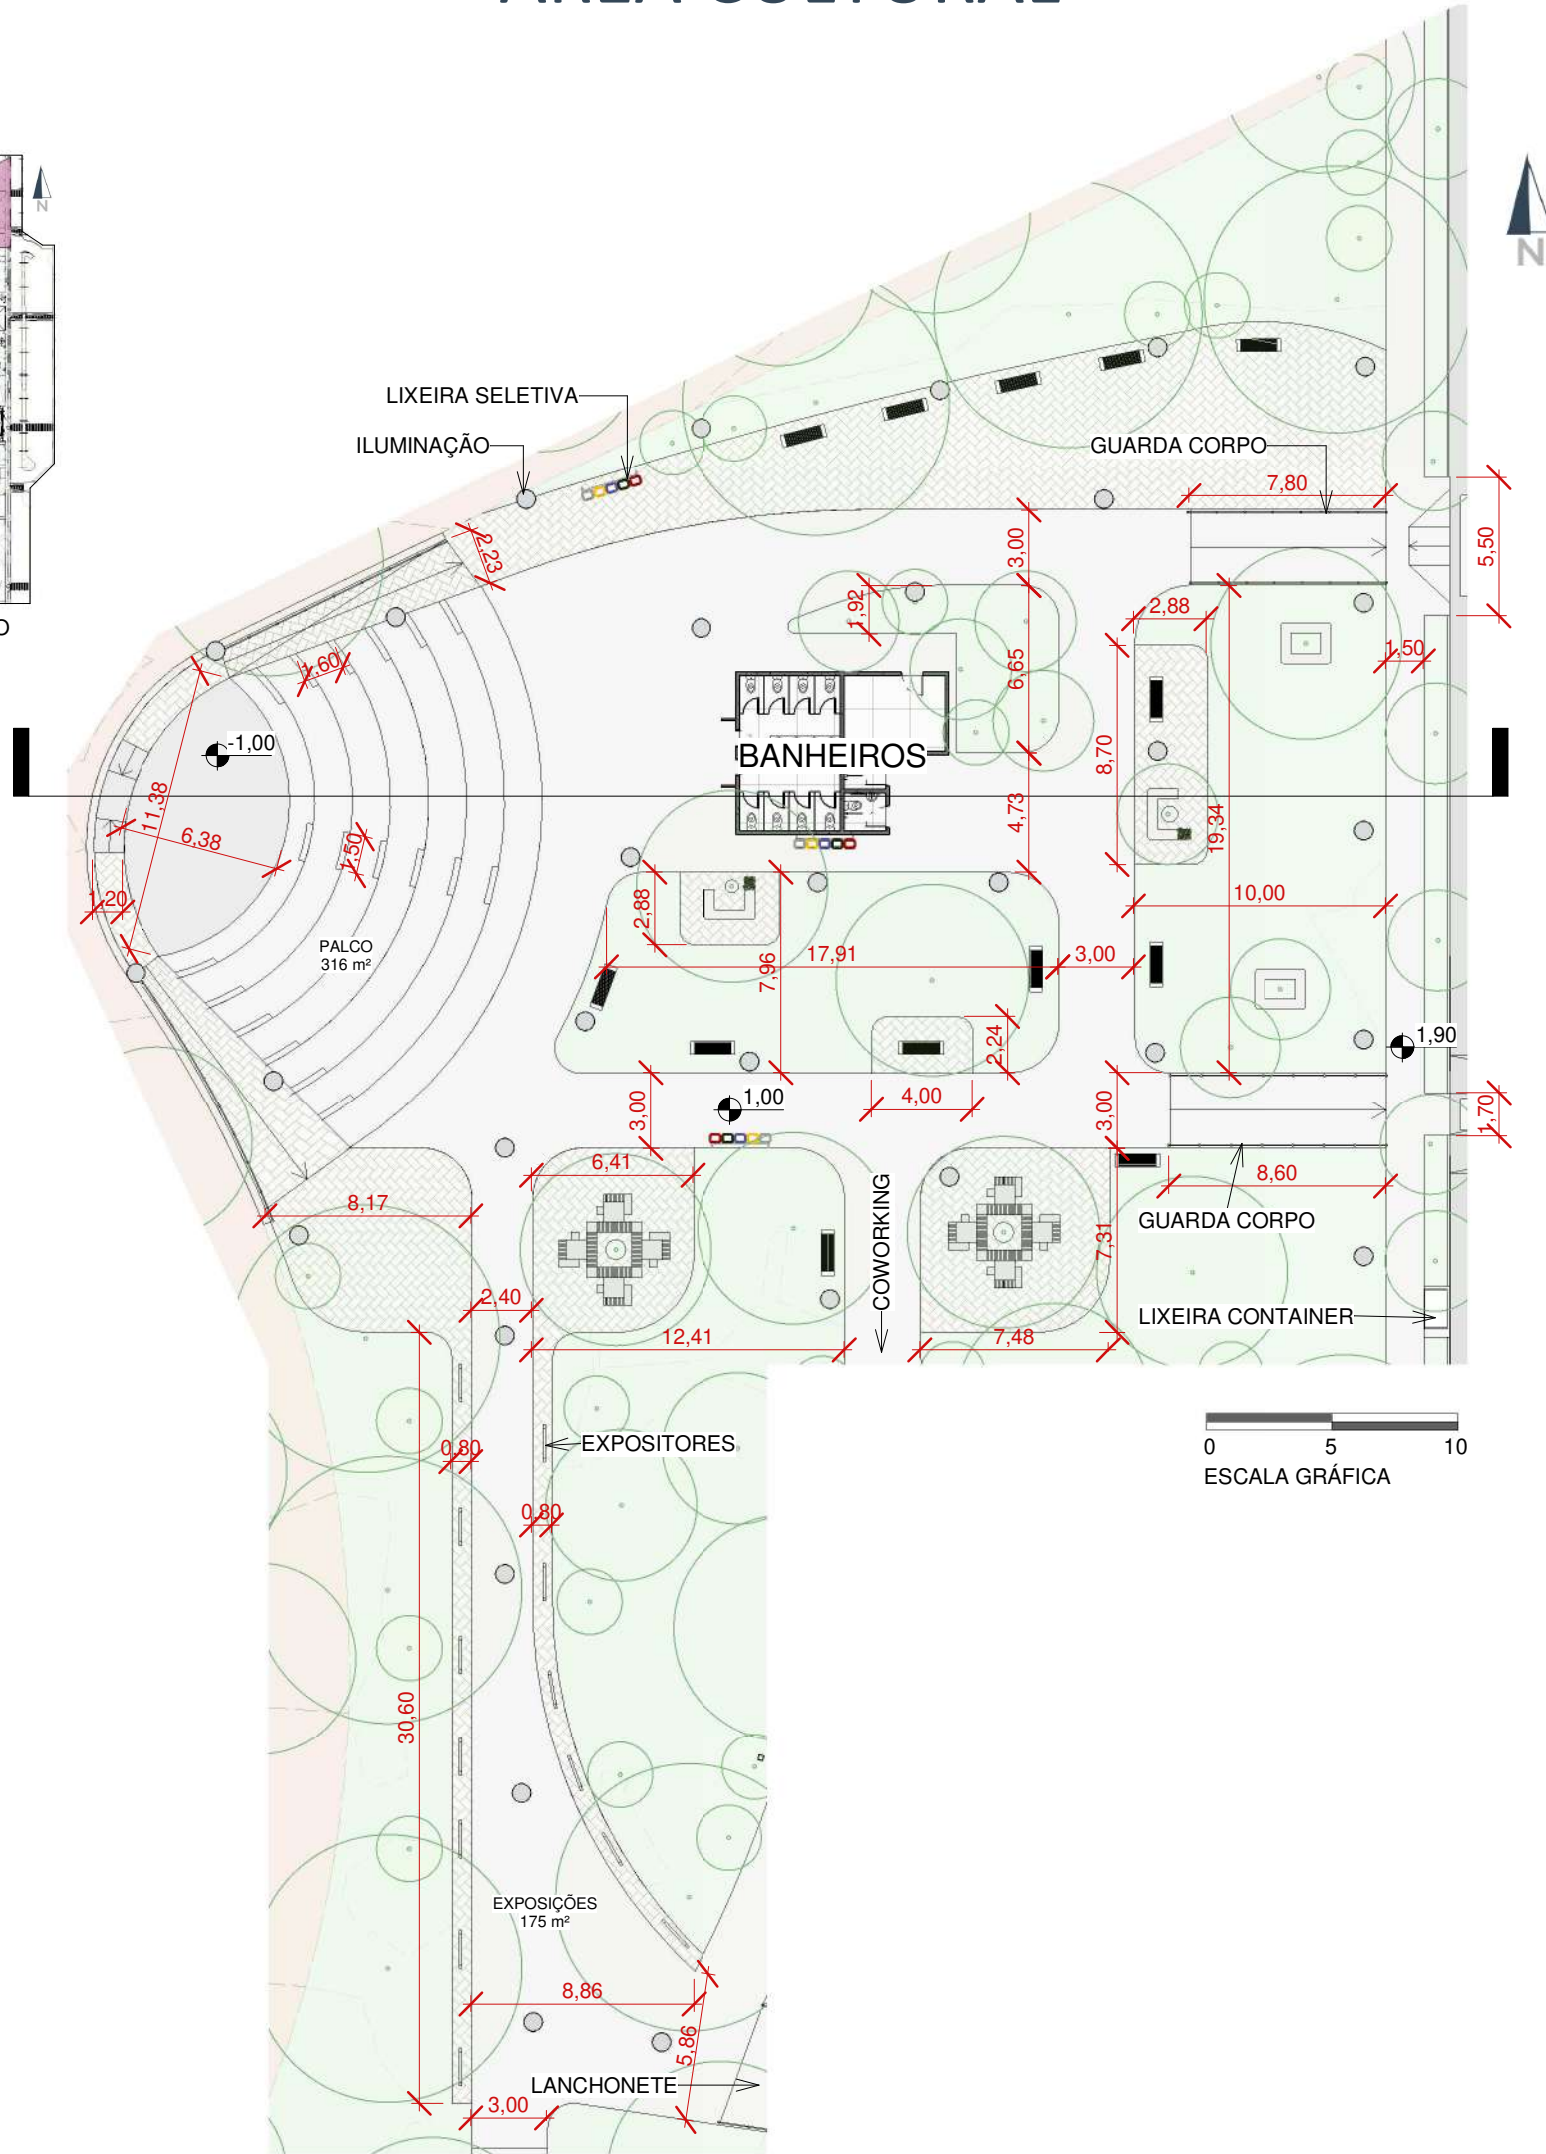 ÁREA CULTURAL
N
N
LIXEIRA SELETIVA
ILUMINAÇÃO
GUARDA CORPO
7,80
5,50
2,23
3,00
1,92
2,88
1,60
6,65
1,50
-1,00
BANHEIROS
8,70
11,38
6,38
1,50
4,73
19,34
1,20
2,88
10,00
PALCO
316 m²
17,91
3,00
7,96
2,24
1,90
1,00
3,00
4,00
3,00
1,70
6,41
8,17
8,60
COWORKING
GUARDA CORPO
7,31
2,40
12,41
7,48
LIXEIRA CONTAINER
0,80
EXPOSITORES
0 5 10
ESCALA GRÁFICA
0,80
30,60
EXPOSIÇÕES
175 m²
8,86
5,86
LANCHONETE
3,00